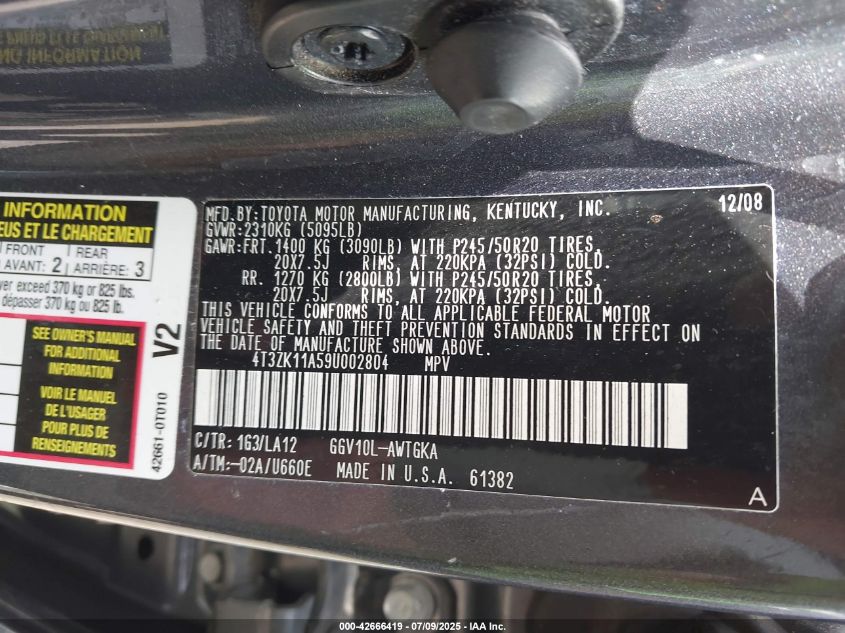 INFORMATION
EUS ET LE CHARGEMENT
FRONT REAR
AVANT: 2 ARRIÈRE: 3
ver exceed 370 kg or 825 lbs.
dépasser 370 kg ou 825 lb.
SEE OWNER'S MANUAL
FOR ADDITIONAL
INFORMATION
VOIR LE MANUEL
DE L'USAGER
POUR PLUS DE
RENSEIGNEMENTS
V2
42661-0T010
MFD.BY:TOYOTA MOTOR MANUFACTURING, KENTUCKY, INC. 12/08
GVWR:2310KG (5095LB)
GAWR:FRT.1400 KG (3090LB) WITH P245/50R20 TIRES,
20X7.5J RIMS, AT 220KPA (32PSI) COLD.
RR. 1270 KG (2800LB) WITH P245/50R20 TIRES,
20X7.5J RIMS, AT 220KPA (32PSI) COLD.
THIS VEHICLE CONFORMS TO ALL APPLICABLE FEDERAL MOTOR
VEHICLE SAFETY AND THEFT PREVENTION STANDARDS IN EFFECT ON
THE DATE OF MANUFACTURE SHOWN ABOVE.
4T3ZK11A59U002804 MPV
C/TR: 1G3/LA12 GGV10L-AWTGKA
A/TM:-02A/U660E MADE IN U.S.A. 61382
A
000-42666419 - 07/09/2025 - IAA Inc.